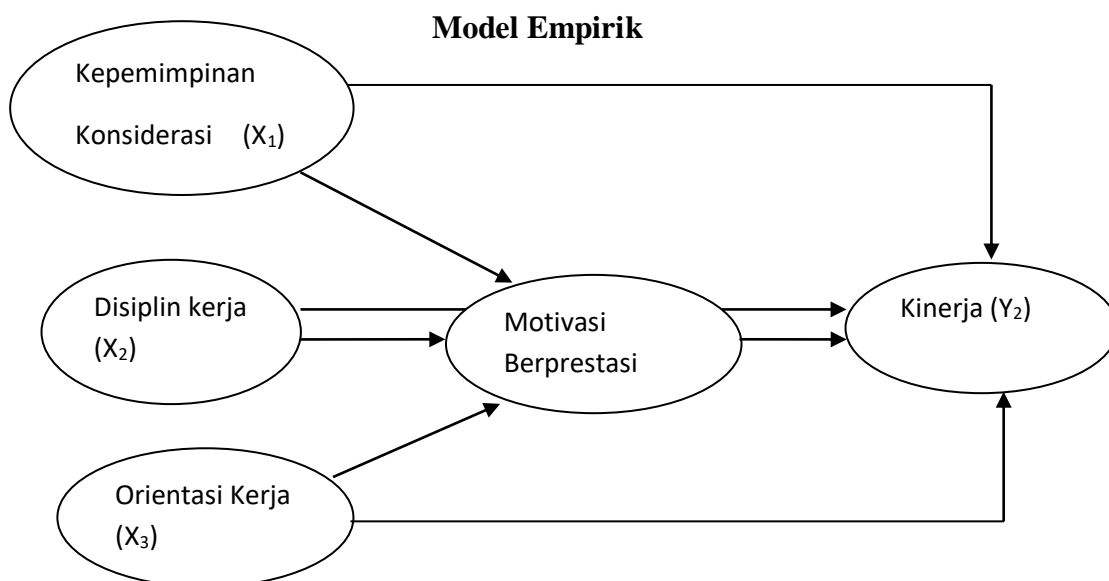 Model Empirik
Kepemimpinan
Konsiderasi (X₁)
Disiplin kerja
(X₂)
Motivasi
Berprestasi
Kinerja (Y₂)
Orientasi Kerja
(X₃)